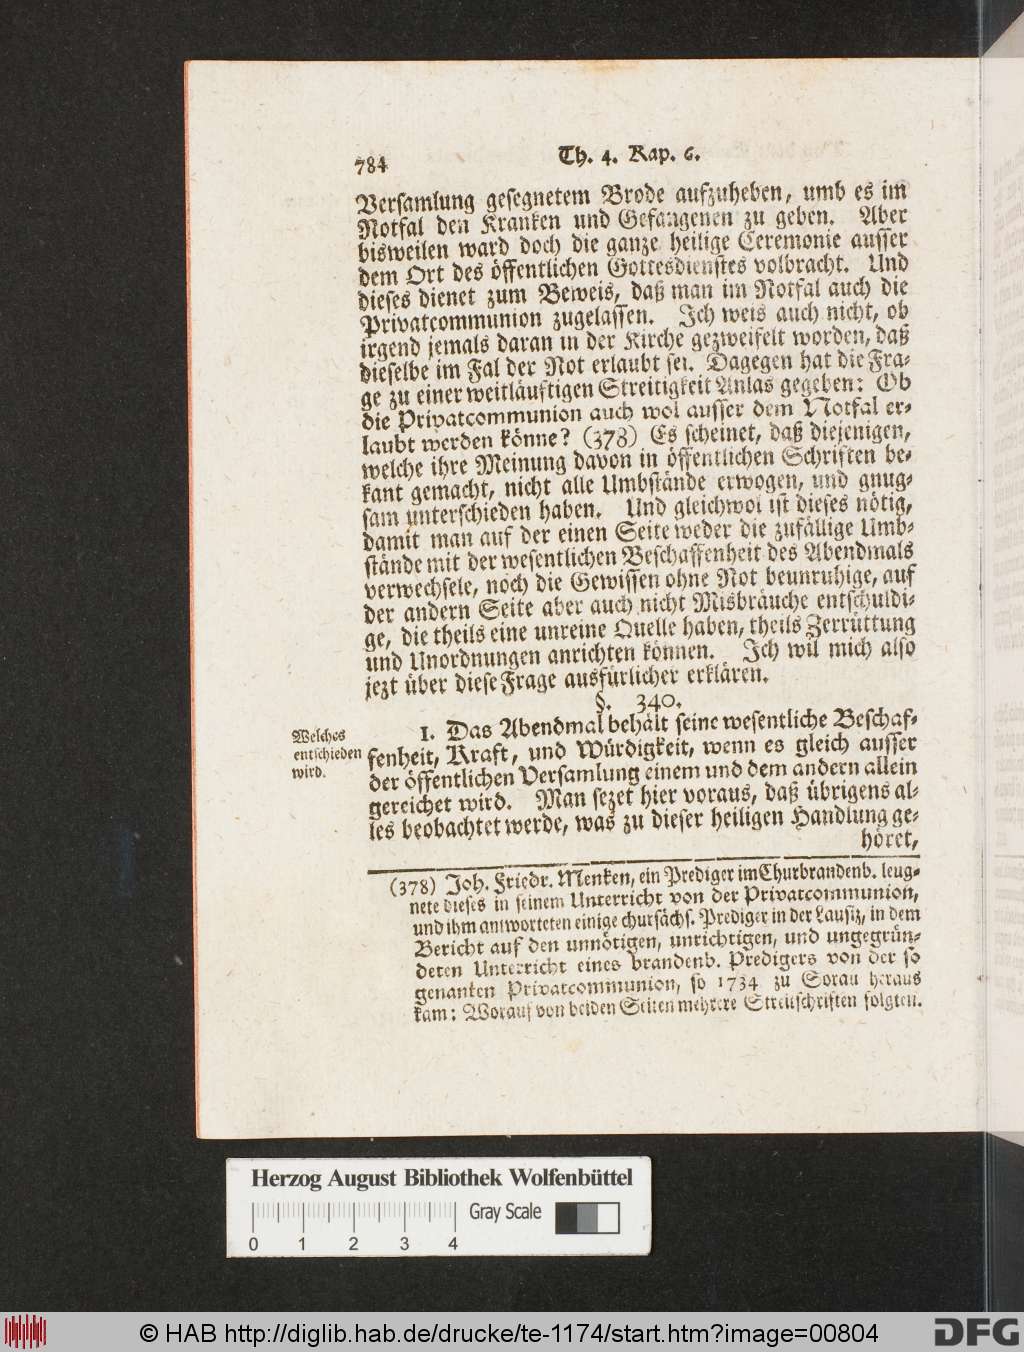 784 Th. 4. Kap. 6.
Versamlung gesegnetem Brode aufzuheben, umb es im
Notfal den Kranken und Gefangenen zu geben. Aber
bisweilen ward doch die ganze heilige Ceremonie ausser
dem Ort des öffentlichen Gottesdienstes volbracht. Und
dieses dienet zum Beweis, daß man im Notfal auch die
Privatcommunion zugelassen. Ich weis auch nicht, ob
irgend jemals daran in der Kirche gezweifelt worden, daß
dieselbe im Fal der Not erlaubt sei. Dagegen hat die Fra-
ge zu einer weitläuftigen Streitigkeit Anlas gegeben: Ob
die Privatcommunion auch wol ausser dem Notfal er-
laubt werden könne? (378) Es scheinet, daß diejenigen,
welche ihre Meinung davon in öffentlichen Schriften be-
kant gemacht, nicht alle Umbstände erwogen, und gnug-
sam unterschieden haben. Und gleichwol ist dieses nötig,
damit man auf der einen Seite weder die zufällige Umb-
stände mit der wesentlichen Beschaffenheit des Abendmals
verwechsele, noch die Gewissen ohne Not beunruhige, auf
der andern Seite aber auch nicht Misbräuche entschuldi-
ge, die theils eine unreine Quelle haben, theils Zerrüttung
und Unordnungen anrichten können. Ich wil mich also
jezt über diese Frage ausfürlicher erklären.
§. 340.
Welches
entschieden
wird.
I. Das Abendmal behält seine wesentliche Beschaf-
fenheit, Kraft, und Würdigkeit, wenn es gleich ausser
der öffentlichen Versamlung einem und dem andern allein
gereichet wird. Man sezet hier voraus, daß übrigens al-
les beobachtet werde, was zu dieser heiligen Handlung ge-
höret,
(378) Joh. Friedr. Menken, ein Prediger im Churbrandenb. leug-
nete dieses in seinem Unterricht von der Privatcommunion,
und ihm antworteten einige chursächs. Prediger in der Lausiz, in dem
Bericht auf den unnötigen, unrichtigen, und ungegrün-
deten Unterricht eines brandenb. Predigers von der so
genanten Privatcommunion, so 1734 zu Sorau heraus
kam: Worauf von beiden Seiten mehrere Streitschriften folgten.
Herzog August Bibliothek Wolfenbüttel
Gray Scale
0 1 2 3 4
© HAB http://diglib.hab.de/drucke/te-1174/start.htm?image=00804
DFG